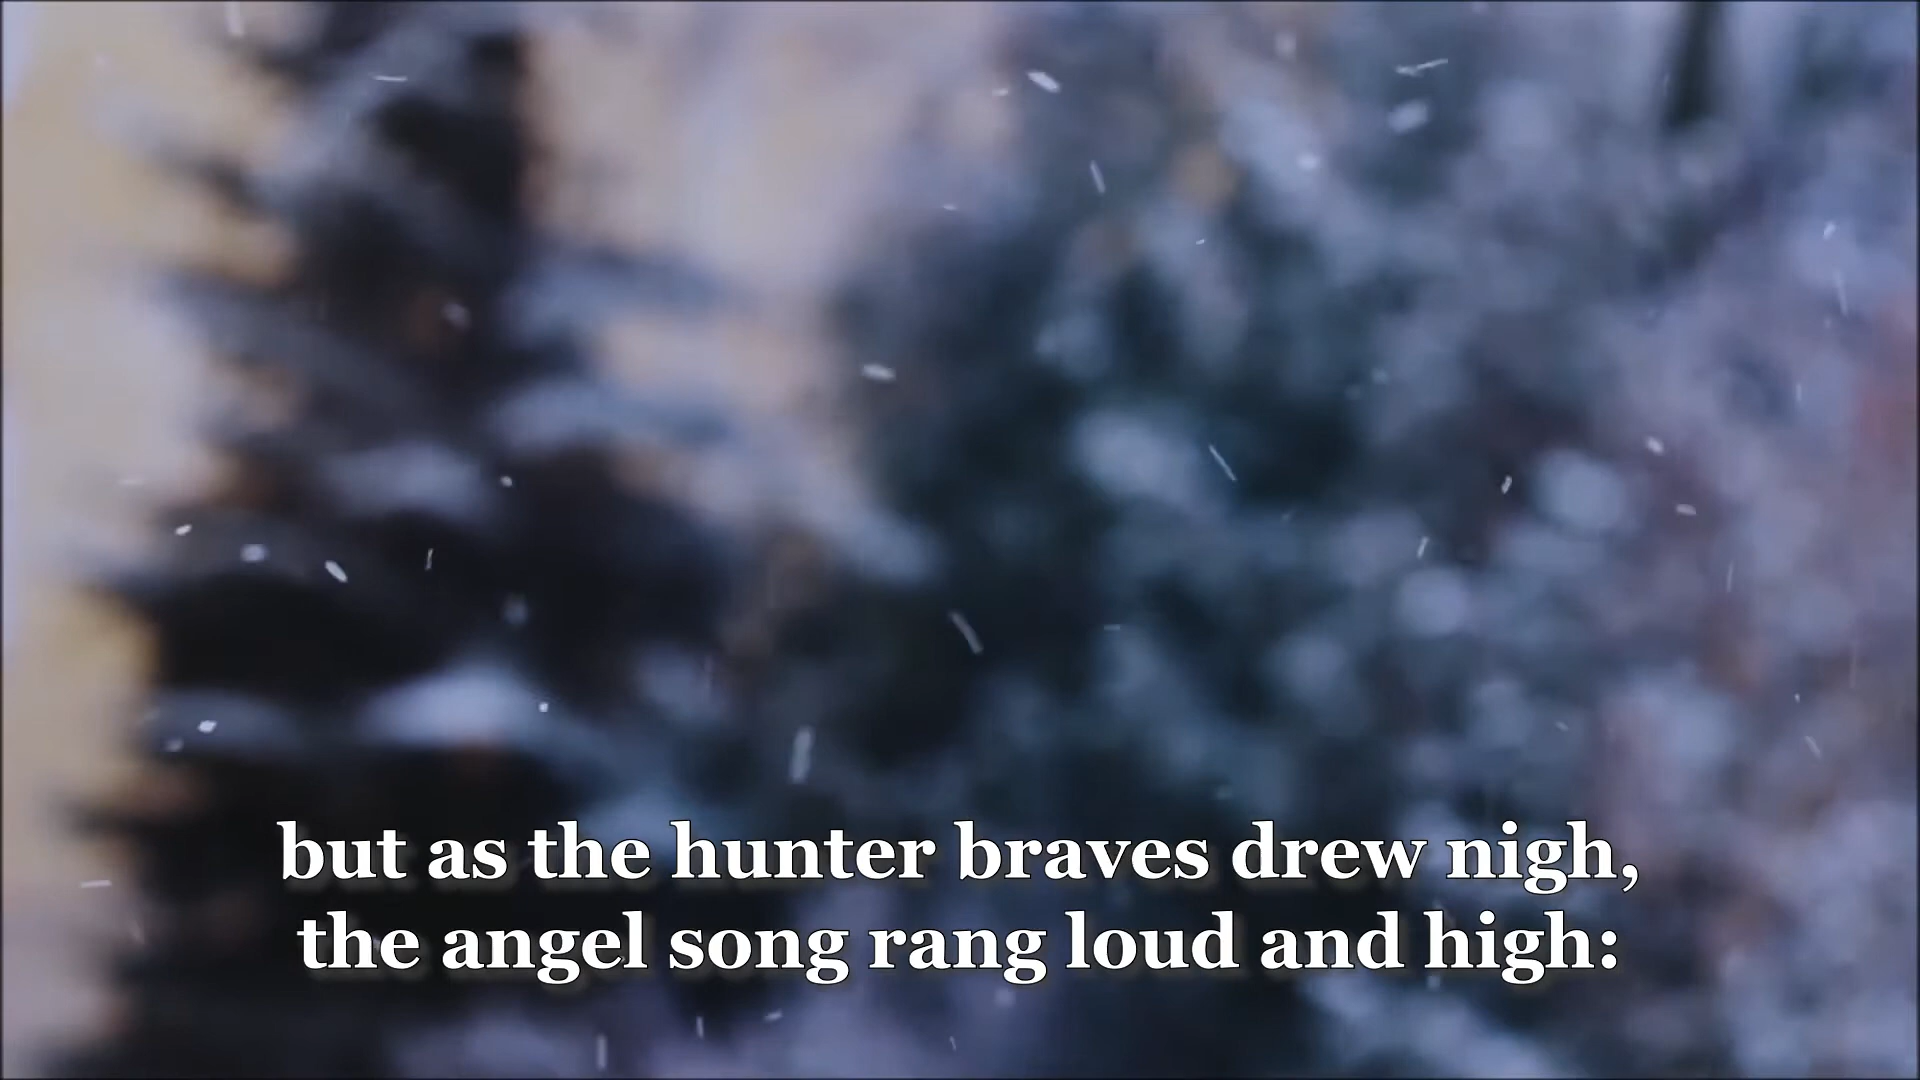 but as the hunter braves drew nigh,
the angel song rang loud and high: